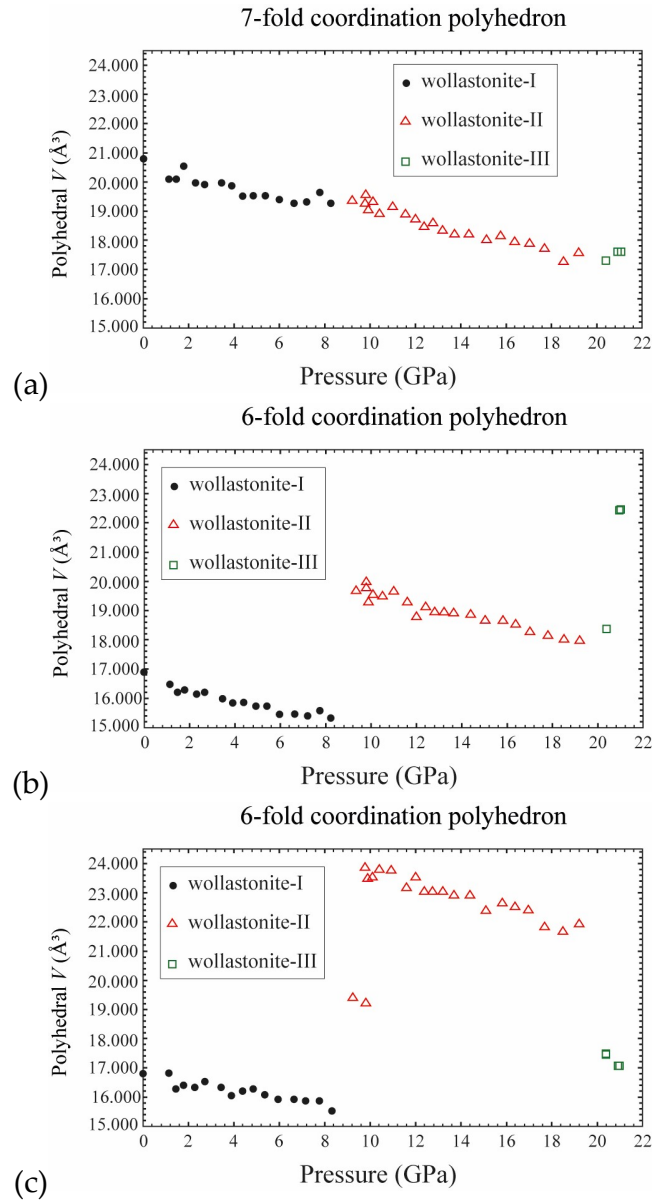 7-fold coordination polyhedron
24.000
23.000
22.000
21.000
20.000
19.000
18.000
17.000
16.000
15.000
Polyhedral V (Å³)
wollastonite-I
wollastonite-II
wollastonite-III
0 2 4 6 8 10 12 14 16 18 20 22
Pressure (GPa)
(a)
6-fold coordination polyhedron
24.000
23.000
22.000
21.000
20.000
19.000
18.000
17.000
16.000
15.000
Polyhedral V (Å³)
wollastonite-I
wollastonite-II
wollastonite-III
0 2 4 6 8 10 12 14 16 18 20 22
Pressure (GPa)
(b)
6-fold coordination polyhedron
24.000
23.000
22.000
21.000
20.000
19.000
18.000
17.000
16.000
15.000
Polyhedral V (Å³)
wollastonite-I
wollastonite-II
wollastonite-III
0 2 4 6 8 10 12 14 16 18 20 22
Pressure (GPa)
(c)